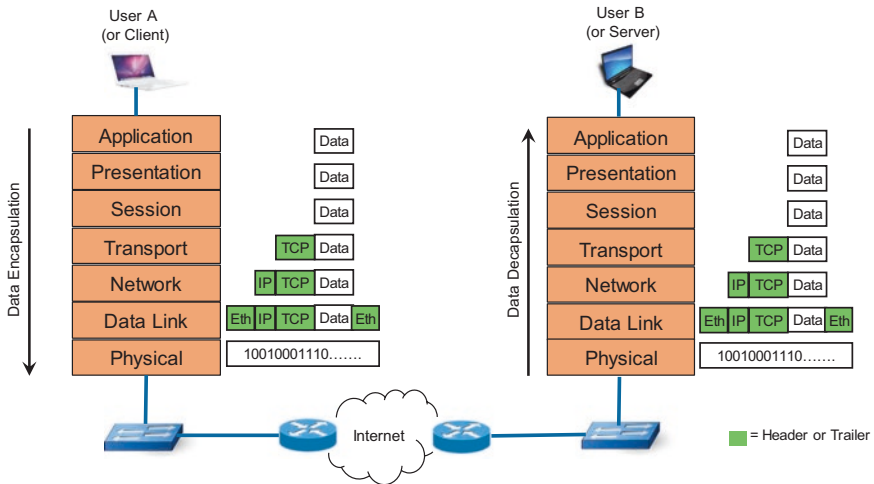 User A
(or Client)
User B
(or Server)
Data Encapsulation
Application
Data
Presentation
Data
Session
Data
Transport
TCP Data
Network
IP TCP Data
Data Link
Eth IP TCP Data Eth
Physical
10010001110.......
Data Decapsulation
Application
Data
Presentation
Data
Session
Data
Transport
TCP Data
Network
IP TCP Data
Data Link
Eth IP TCP Data Eth
Physical
10010001110.......
Internet
= Header or Trailer